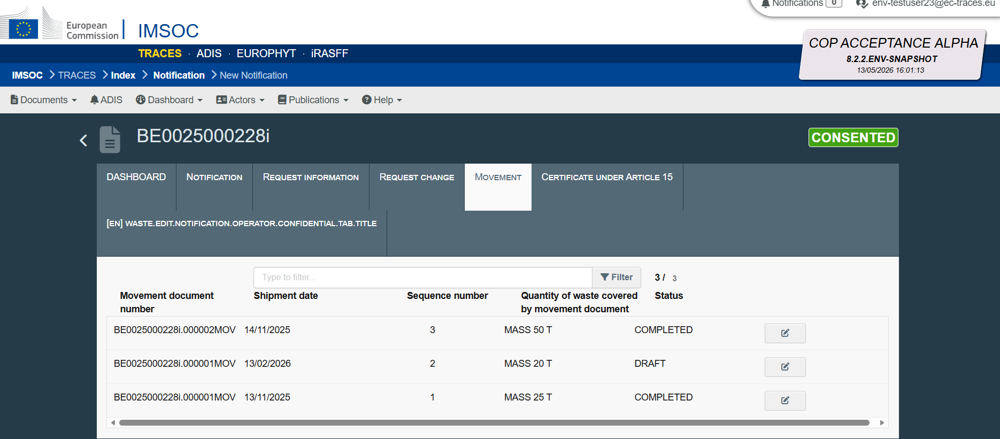 Notifications 0 env-testuser23@ec-traces.eu
European
Commission
IMSOC
COP ACCEPTANCE ALPHA
8.2.2.ENV-SNAPSHOT
13/05/2026 16:01:13
TRACES · ADIS · EUROPHYT · iRASFF
IMSOC TRACES Index Notification New Notification
Documents ADIS Dashboard Actors Publications Help
BE0025000228i
CONSENTED
DASHBOARD NOTIFICATION REQUEST INFORMATION REQUEST CHANGE MOVEMENT CERTIFICATE UNDER ARTICLE 15
[EN] WASTE.EDIT.NOTIFICATION.OPERATOR.CONFIDENTIAL.TAB.TITLE
Type to filter... Filter 3 / 3
Movement document number Shipment date Sequence number Quantity of waste covered by movement document Status
BE0025000228i.000002MOV 14/11/2025 3 MASS 50 T COMPLETED
BE0025000228i.000001MOV 13/02/2026 2 MASS 20 T DRAFT
BE0025000228i.000001MOV 13/11/2025 1 MASS 25 T COMPLETED